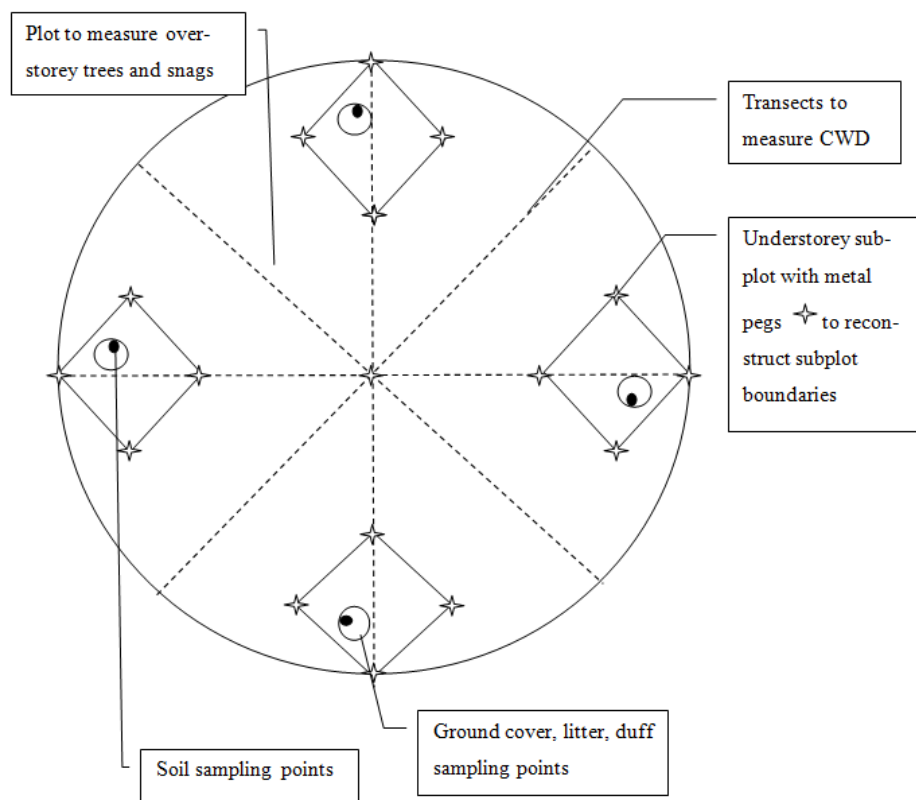 Plot to measure over-
storey trees and snags
Transects to
measure CWD
Understorey sub-
plot with metal
pegs to recon-
struct subplot
boundaries
Ground cover, litter, duff
sampling points
Soil sampling points